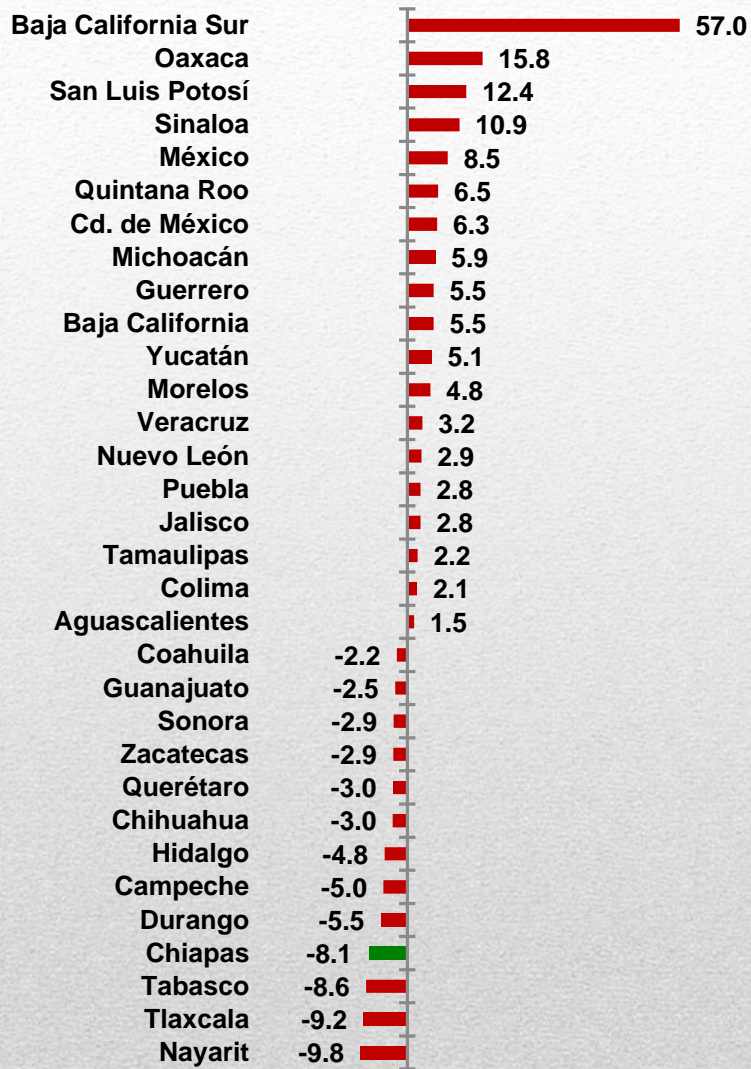 Baja California Sur 57.0
Oaxaca 15.8
San Luis Potosí 12.4
Sinaloa 10.9
México 8.5
Quintana Roo 6.5
Cd. de México 6.3
Michoacán 5.9
Guerrero 5.5
Baja California 5.5
Yucatán 5.1
Morelos 4.8
Veracruz 3.2
Nuevo León 2.9
Puebla 2.8
Jalisco 2.8
Tamaulipas 2.2
Colima 2.1
Aguascalientes 1.5
Coahuila -2.2
Guanajuato -2.5
Sonora -2.9
Zacatecas -2.9
Querétaro -3.0
Chihuahua -3.0
Hidalgo -4.8
Campeche -5.0
Durango -5.5
Chiapas -8.1
Tabasco -8.6
Tlaxcala -9.2
Nayarit -9.8